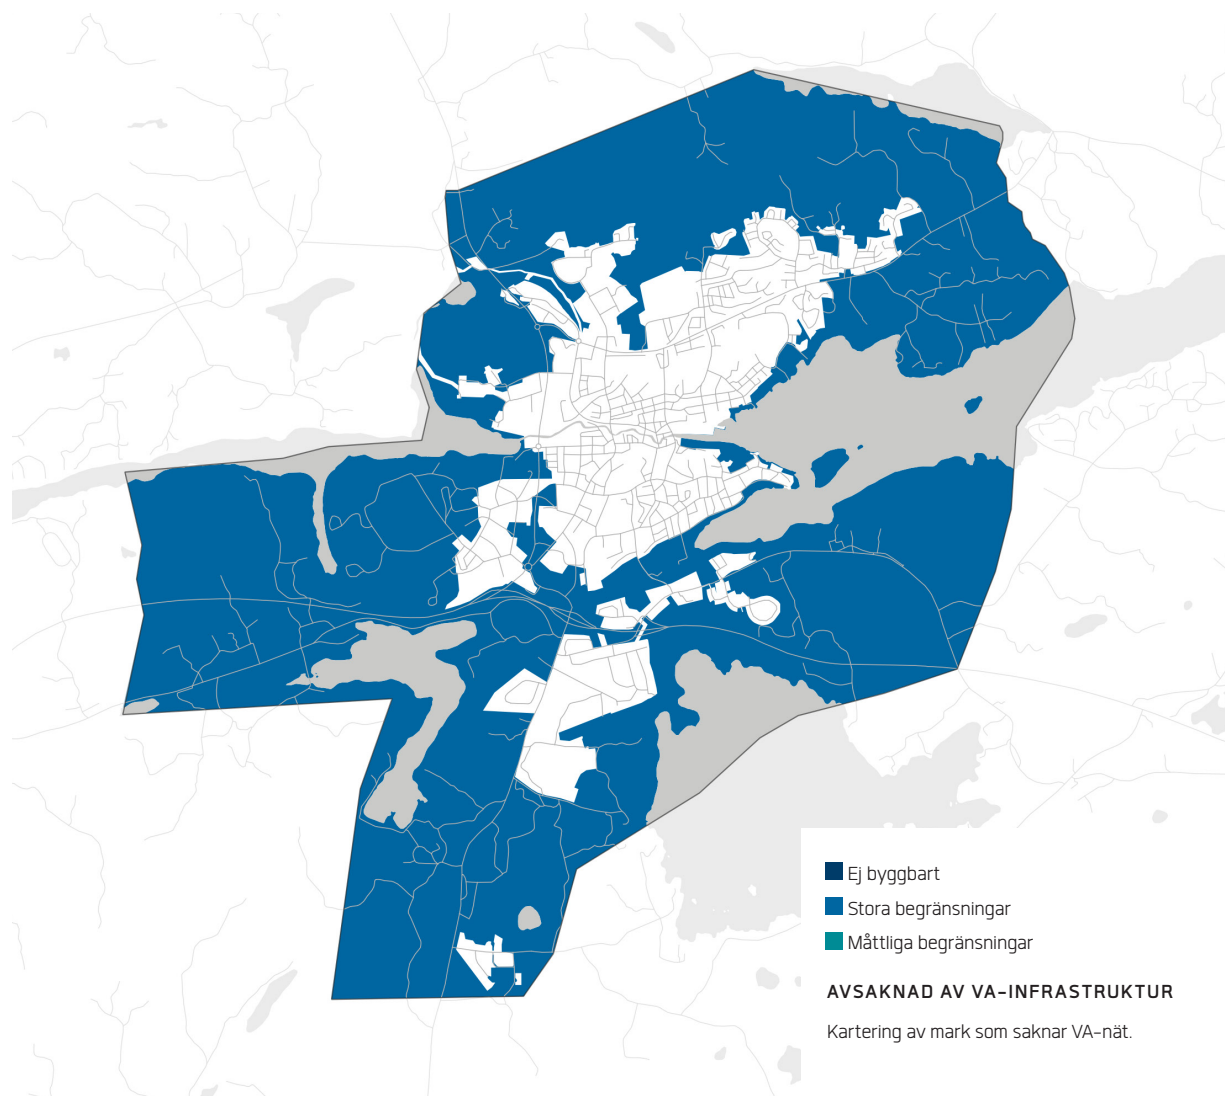 Ej byggbart
Stora begränsningar
Måttliga begränsningar
AVSAKNAD AV VA-INFRASTRUKTUR
Kartering av mark som saknar VA-nät.